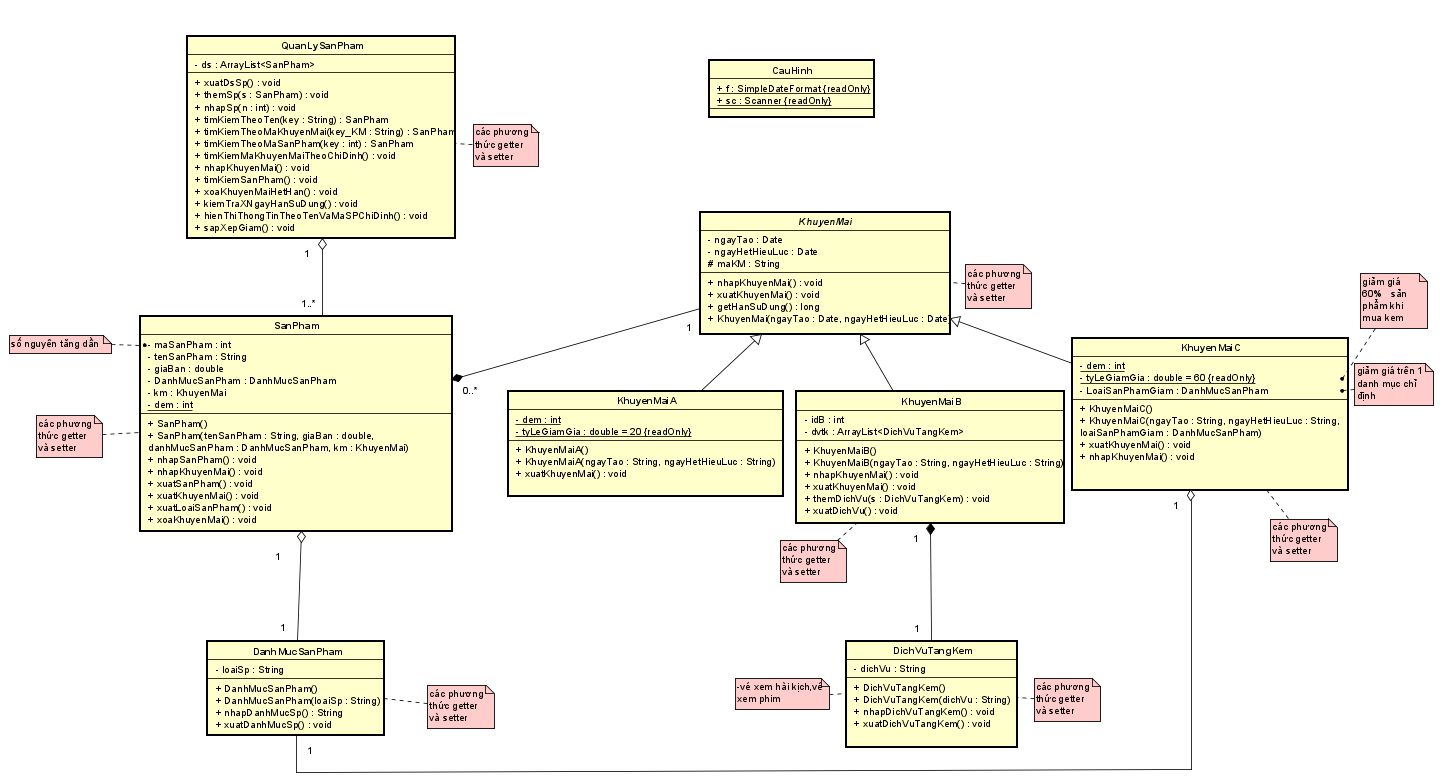 QuanLySanPham
- ds : ArrayList<SanPham>
+ xuatDsSp() : void
+ themSp(s : SanPham) : void
+ nhapSp(n : int) : void
+ timKiemTheoTen(key : String) : SanPham
+ timKiemTheoMaKhuyenMai(key_KM : String) : SanPham
+ timKiemTheoMaSanPham(key : int) : SanPham
+ timKiemMaKhuyenMaiTheoChiDinh() : void
+ nhapKhuyenMai() : void
+ timKiemSanPham() : void
+ xoaKhuyenMaiHetHan() : void
+ kiemTraXNgayHanSuDung() : void
+ hienThiThongTinTheoTenVaMaSPChiDinh() : void
+ sapXepGiam() : void
các phương
thức getter
và setter
CauHinh
+ f : SimpleDateFormat {readOnly}
+ sc : Scanner {readOnly}
1
1..*
KhuyenMai
- ngayTao : Date
- ngayHetHieuLuc : Date
# maKM : String
+ nhapKhuyenMai() : void
+ xuatKhuyenMai() : void
+ getHanSuDung() : long
+ KhuyenMai(ngayTao : Date, ngayHetHieuLuc : Date)
các phương
thức getter
và setter
1
0..*
SanPham
- maSanPham : int
- tenSanPham : String
- giaBan : double
- DanhMucSanPham : DanhMucSanPham
- km : KhuyenMai
- dem : int
+ SanPham()
+ SanPham(tenSanPham : String, giaBan : double,
danhMucSanPham : DanhMucSanPham, km : KhuyenMai)
+ nhapSanPham() : void
+ nhapKhuyenMai() : void
+ xuatSanPham() : void
+ xuatKhuyenMai() : void
+ xuatLoaiSanPham() : void
+ xoaKhuyenMai() : void
số nguyên tăng dần
các phương
thức getter
và setter
KhuyenMaiA
- dem : int
- tyLeGiamGia : double = 20 {readOnly}
+ KhuyenMaiA()
+ KhuyenMaiA(ngayTao : String, ngayHetHieuLuc : String)
+ xuatKhuyenMai() : void
KhuyenMaiB
- idB : int
- dvtk : ArrayList<DichVuTangKem>
+ KhuyenMaiB()
+ KhuyenMaiB(ngayTao : String, ngayHetHieuLuc : String)
+ nhapKhuyenMai() : void
+ xuatKhuyenMai() : void
+ themDichVu(s : DichVuTangKem) : void
+ xuatDichVu() : void
các phương
thức getter
và setter
KhuyenMaiC
- dem : int
- tyLeGiamGia : double = 60 {readOnly}
- LoaiSanPhamGiam : DanhMucSanPham
+ KhuyenMaiC()
+ KhuyenMaiC(ngayTao : String, ngayHetHieuLuc : String,
loaiSanPhamGiam : DanhMucSanPham)
+ xuatKhuyenMai() : void
+ nhapKhuyenMai() : void
giảm giá
60% sản
phẩm khi
mua kem
giảm giá trên 1
danh mục chỉ
định
các phương
thức getter
và setter
1
1
1
1
1
DanhMucSanPham
- loaiSp : String
+ DanhMucSanPham()
+ DanhMucSanPham(loaiSp : String)
+ nhapDanhMucSp() : String
+ xuatDanhMucSp() : void
các phương
thức getter
và setter
1
DichVuTangKem
- dichVu : String
+ DichVuTangKem()
+ DichVuTangKem(dichVu : String)
+ nhapDichVuTangKem() : void
+ xuatDichVuTangKem() : void
-vé xem hài kịch,vé
xem phim
các phương
thức getter
và setter